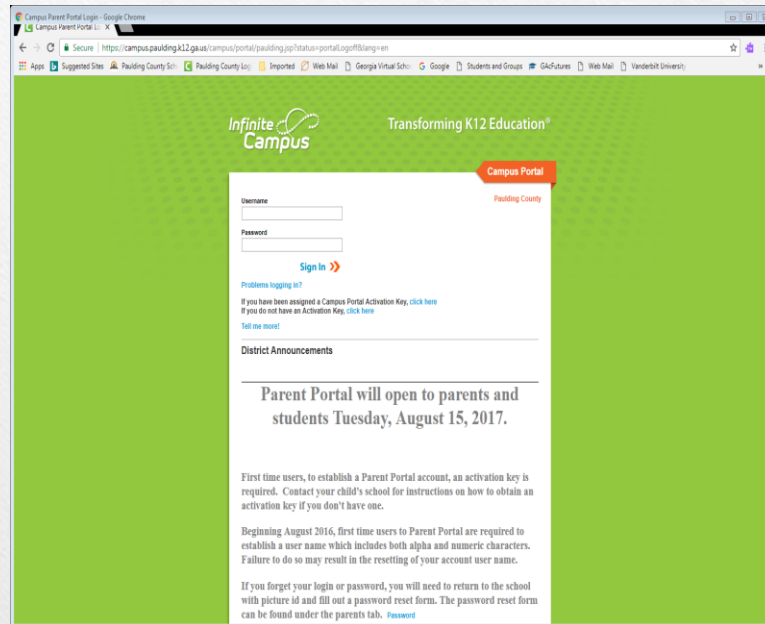 Campus Parent Portal Login - Google Chrome
Campus Parent Portal Lo
Secure | https://campus.paulding.k12.ga.us/campus/portal/paulding.jsp?status=portalLogoff&lang=en
Apps Suggested Sites Paulding County Sch Paulding County Log Imported Web Mail Georgia Virtual Schoo Google Students and Groups GAcFutures Web Mail Vanderbilt University
Infinite Campus
Transforming K12 Education®
Campus Portal
Paulding County
Username
Password
Sign In
Problems logging in?
If you have been assigned a Campus Portal Activation Key, click here
If you do not have an Activation Key, click here
Tell me more!
District Announcements
Parent Portal will open to parents and
students Tuesday, August 15, 2017.
First time users, to establish a Parent Portal account, an activation key is
required. Contact your child's school for instructions on how to obtain an
activation key if you don't have one.
Beginning August 2016, first time users to Parent Portal are required to
establish a user name which includes both alpha and numeric characters.
Failure to do so may result in the resetting of your account user name.
If you forget your login or password, you will need to return to the school
with picture id and fill out a password reset form. The password reset form
can be found under the parents tab. Password